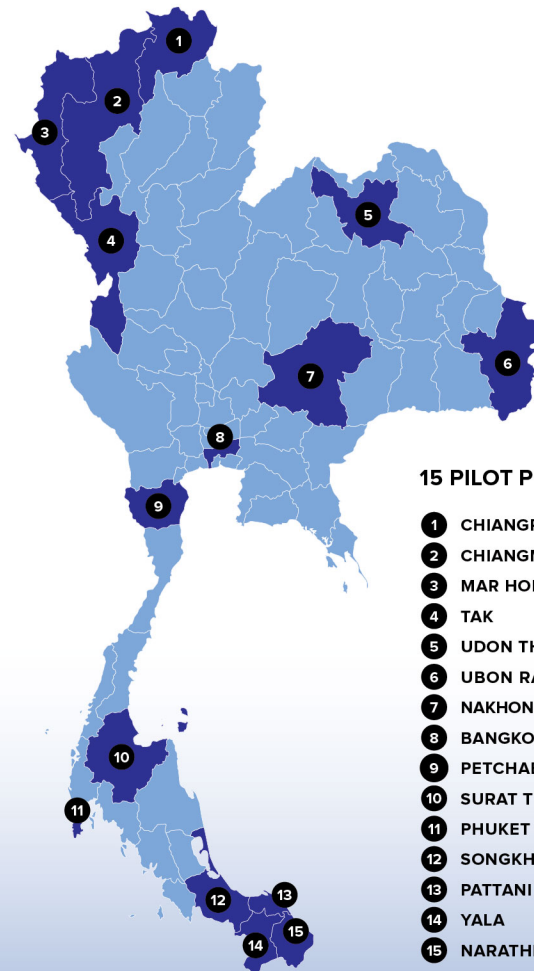 1
2
3
4
5
6
7
8
9
10
11
12
13
14
15
15 PILOT P
1 CHIANGR
2 CHIANGM
3 MAR HO
4 TAK
5 UDON TH
6 UBON RA
7 NAKHON
8 BANGKO
9 PETCHAB
10 SURAT T
11 PHUKET
12 SONGKH
13 PATTANI
14 YALA
15 NARATHI